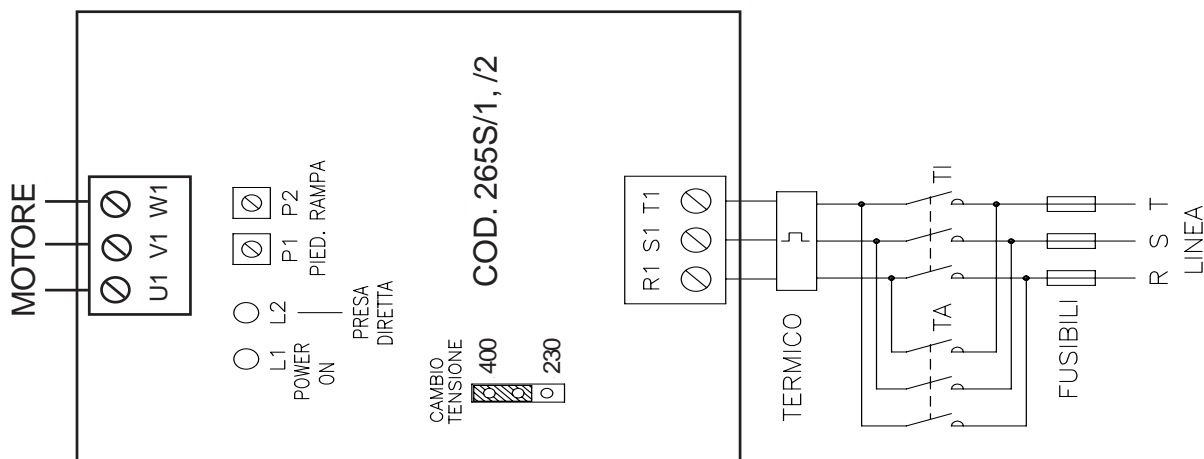 MOTORE
U1 V1 W1
L1
POWER
ON
L2
PRESA
DIRETTA
P1
PIED.
P2
RAMPA
CAMBIO
TENSIONE
400
230
COD. 265S/1, /2
R1 S1 T1
TERMICO
TA
TI
FUSIBILI
R S T
LINEA